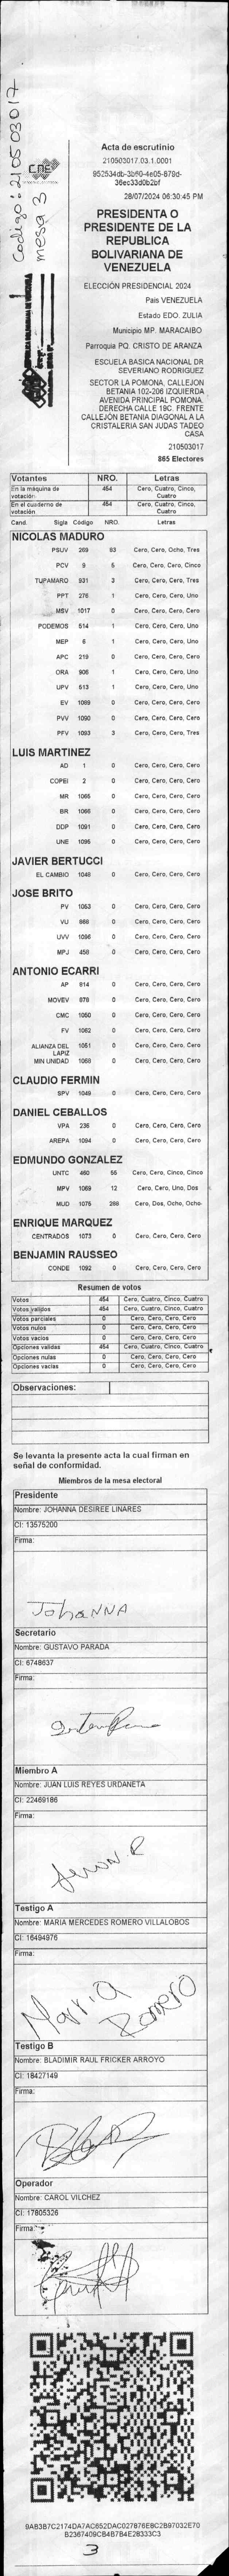 Codigo: 210503017
mesa 3
CNE
Acta de escrutinio
210503017.03.1.0001
952534db-3bf0-4e05-879d-
36ec33d0b2bf
28/07/2024 06:30:45 PM
PRESIDENTA O
PRESIDENTE DE LA
REPUBLICA
BOLIVARIANA DE
VENEZUELA
ELECCIÓN PRESIDENCIAL 2024
País VENEZUELA
Estado EDO. ZULIA
Municipio MP. MARACAIBO
Parroquia PQ. CRISTO DE ARANZA
ESCUELA BASICA NACIONAL DR
SEVERIANO RODRIGUEZ
SECTOR LA POMONA. CALLEJON
BETANIA 102-206 IZQUIERDA
AVENIDA PRINCIPAL POMONA.
DERECHA CALLE 19C. FRENTE
CALLEJÓN BETANIA DIAGONAL A LA
CRISTALERIA SAN JUDAS TADEO
CASA
210503017
865 Electores
Votantes NRO. Letras
En la máquina de votación: 454 Cero, Cuatro, Cinco, Cuatro
En el cuaderno de votación: 454 Cero, Cuatro, Cinco, Cuatro
Cand. Sigla Código NRO. Letras
NICOLAS MADURO
PSUV 269 83 Cero, Cero, Ocho, Tres
PCV 9 5 Cero, Cero, Cero, Cinco
TUPAMARO 931 3 Cero, Cero, Cero, Tres
PPT 276 1 Cero, Cero, Cero, Uno
MSV 1017 0 Cero, Cero, Cero, Cero
PODEMOS 514 1 Cero, Cero, Cero, Uno
MEP 6 1 Cero, Cero, Cero, Uno
APC 219 0 Cero, Cero, Cero, Cero
ORA 906 1 Cero, Cero, Cero, Uno
UPV 513 1 Cero, Cero, Cero, Uno
EV 1089 0 Cero, Cero, Cero, Cero
PVV 1090 0 Cero, Cero, Cero, Cero
PFV 1093 3 Cero, Cero, Cero, Tres
LUIS MARTINEZ
AD 1 0 Cero, Cero, Cero, Cero
COPEI 2 0 Cero, Cero, Cero, Cero
MR 1065 0 Cero, Cero, Cero, Cero
BR 1066 0 Cero, Cero, Cero, Cero
DDP 1091 0 Cero, Cero, Cero, Cero
UNE 1095 0 Cero, Cero, Cero, Cero
JAVIER BERTUCCI
EL CAMBIO 1048 0 Cero, Cero, Cero, Cero
JOSE BRITO
PV 1053 0 Cero, Cero, Cero, Cero
VU 868 0 Cero, Cero, Cero, Cero
UVV 1096 0 Cero, Cero, Cero, Cero
MPJ 458 0 Cero, Cero, Cero, Cero
ANTONIO ECARRI
AP 914 0 Cero, Cero, Cero, Cero
MOVEV 978 0 Cero, Cero, Cero, Cero
CMC 1050 0 Cero, Cero, Cero, Cero
FV 1062 0 Cero, Cero, Cero, Cero
ALIANZA DEL LAPIZ 1051 0 Cero, Cero, Cero, Cero
MIN UNIDAD 1068 0 Cero, Cero, Cero, Cero
CLAUDIO FERMIN
SPV 1049 0 Cero, Cero, Cero, Cero
DANIEL CEBALLOS
VPA 236 0 Cero, Cero, Cero, Cero
AREPA 1094 0 Cero, Cero, Cero, Cero
EDMUNDO GONZALEZ
UNTC 460 55 Cero, Cero, Cinco, Cinco
MPV 1069 12 Cero, Cero, Uno, Dos
MUD 1075 288 Cero, Dos, Ocho, Ocho
ENRIQUE MARQUEZ
CENTRADOS 1073 0 Cero, Cero, Cero, Cero
BENJAMIN RAUSSEO
CONDE 1092 0 Cero, Cero, Cero, Cero
Resumen de votos
Votos 454 Cero, Cuatro, Cinco, Cuatro
Votos válidos 454 Cero, Cuatro, Cinco, Cuatro
Votos parciales 0 Cero, Cero, Cero, Cero
Votos nulos 0 Cero, Cero, Cero, Cero
Votos vacíos 0 Cero, Cero, Cero, Cero
Opciones válidas 454 Cero, Cuatro, Cinco, Cuatro
Opciones nulas 0 Cero, Cero, Cero, Cero
Opciones vacías 0 Cero, Cero, Cero, Cero
Observaciones:
Se levanta la presente acta la cual firman en
señal de conformidad.
Miembros de la mesa electoral
Presidente
Nombre: JOHANNA DESIREE LINARES
CI: 13575200
Firma:
Johanna
Secretario
Nombre: GUSTAVO PARADA
CI: 6748637
Firma:
Miembro A
Nombre: JUAN LUIS REYES URDANETA
CI: 22469186
Firma:
Testigo A
Nombre: MARIA MERCEDES ROMERO VILLALOBOS
CI: 16494976
Firma:
Maria Romero
Testigo B
Nombre: BLADIMIR RAUL FRICKER ARROYO
CI: 18427149
Firma:
Operador
Nombre: CAROL VILCHEZ
CI: 17805326
Firma:
9AB3B7C2174DA7AC652DAC027876E8C2B97032E70
B2367409CB4B7B4E28333C3
3